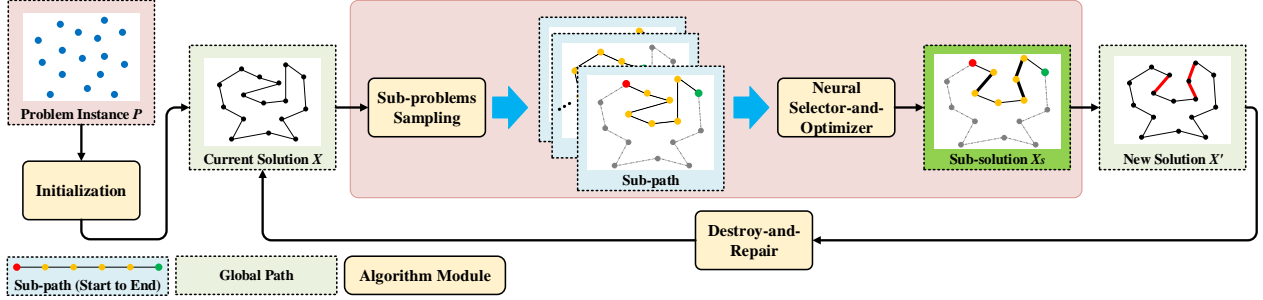 Problem Instance P
Initialization
Current Solution X
Sub-problems
Sampling
Sub-path
Neural
Selector-and-
Optimizer
Sub-solution Xs
New Solution X'
Destroy-and-
Repair
Sub-path (Start to End)
Global Path
Algorithm Module